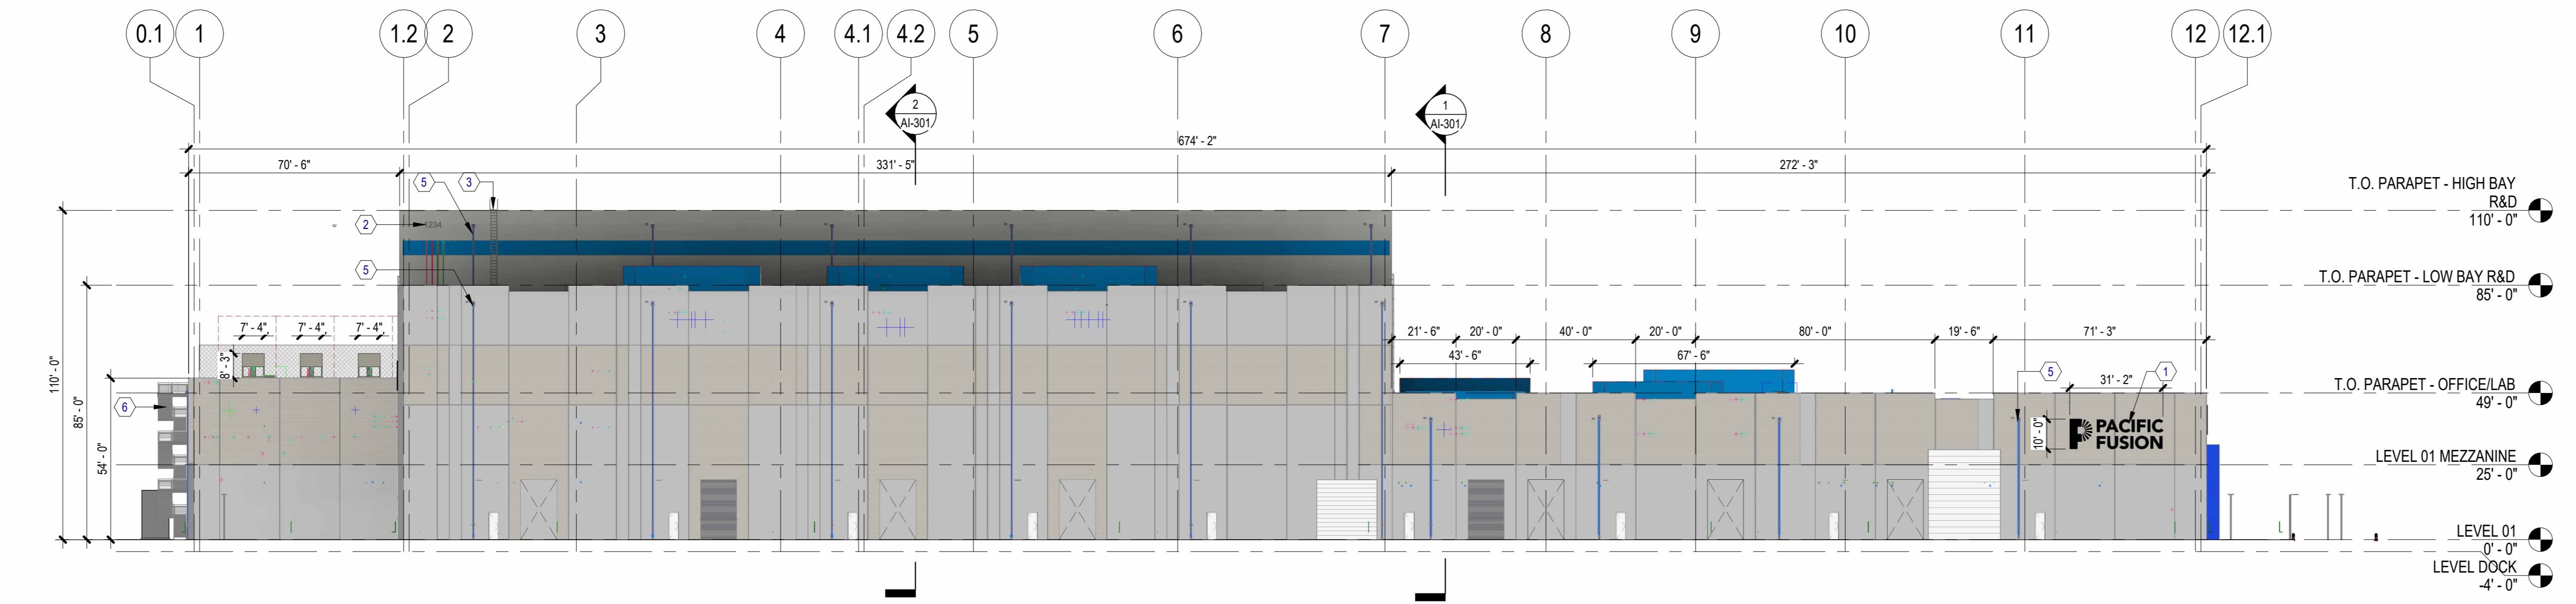 0.1 1 1.2 2 3 4 4.1 4.2 5 6 7 8 9 10 11 12 12.1
2
AI-301
1
AI-301
674' - 2"
70' - 6" 331' - 5" 272' - 3"
5 3
2 1234
5
T.O. PARAPET - HIGH BAY
R&D
110' - 0"
T.O. PARAPET - LOW BAY R&D
85' - 0"
7' - 4" 7' - 4" 7' - 4"
8' - 3"
21' - 6" 20' - 0" 40' - 0" 20' - 0" 80' - 0" 19' - 6" 71' - 3"
43' - 6" 67' - 6"
5 1
31' - 2"
110' - 0"
85' - 0"
54' - 0"
6
10' - 0"
PACIFIC
FUSION
T.O. PARAPET - OFFICE/LAB
49' - 0"
LEVEL 01 MEZZANINE
25' - 0"
LEVEL 01
0' - 0"
LEVEL DOCK
-4' - 0"